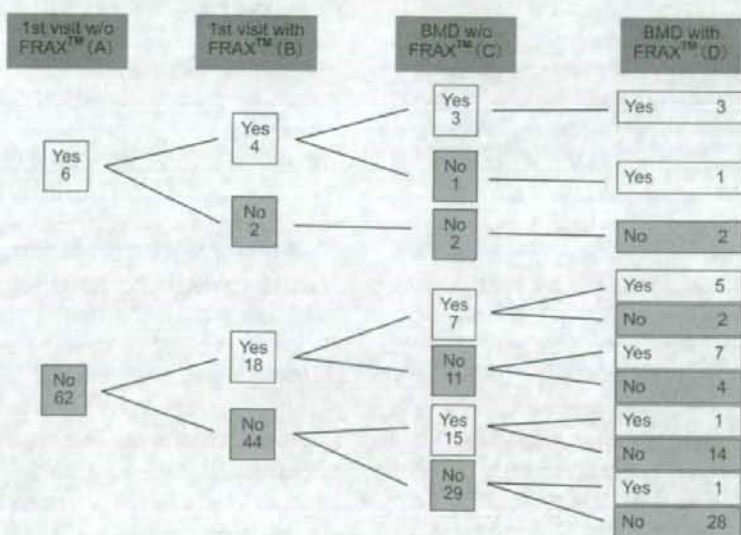 1st visit w/o
FRAX™(A)
1st visit with
FRAX™(B)
BMD w/o
FRAX™(C)
BMD with
FRAX™(D)
Yes
6
Yes
4
No
2
Yes
3
No
1
No
2
Yes 3
Yes 1
No 2
No
62
Yes
18
No
44
Yes
7
No
11
Yes
15
No
29
Yes 5
No 2
Yes 7
No 4
Yes 1
No 14
Yes 1
No 28